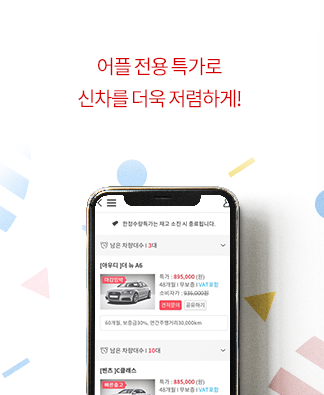 어플 전용 특가로
신차를 더욱 저렴하게!
한정수량특가는 재고 소진 시 종료됩니다.
남은 차량대수 | 3대
[아우디 ]더 뉴 A6
마감임박
특가 : 895,000 (원)
48개월 | 무보증 | VAT포함
소비자가 : 936,000원
견적문의 공유하기
60개월, 보증금30%, 연간주행거리30,000km
남은 차량대수 | 10대
[벤츠 ]C클래스
빠른출고
특가 : 845,000 (원)
48개월 | 무보증 | VAT포함